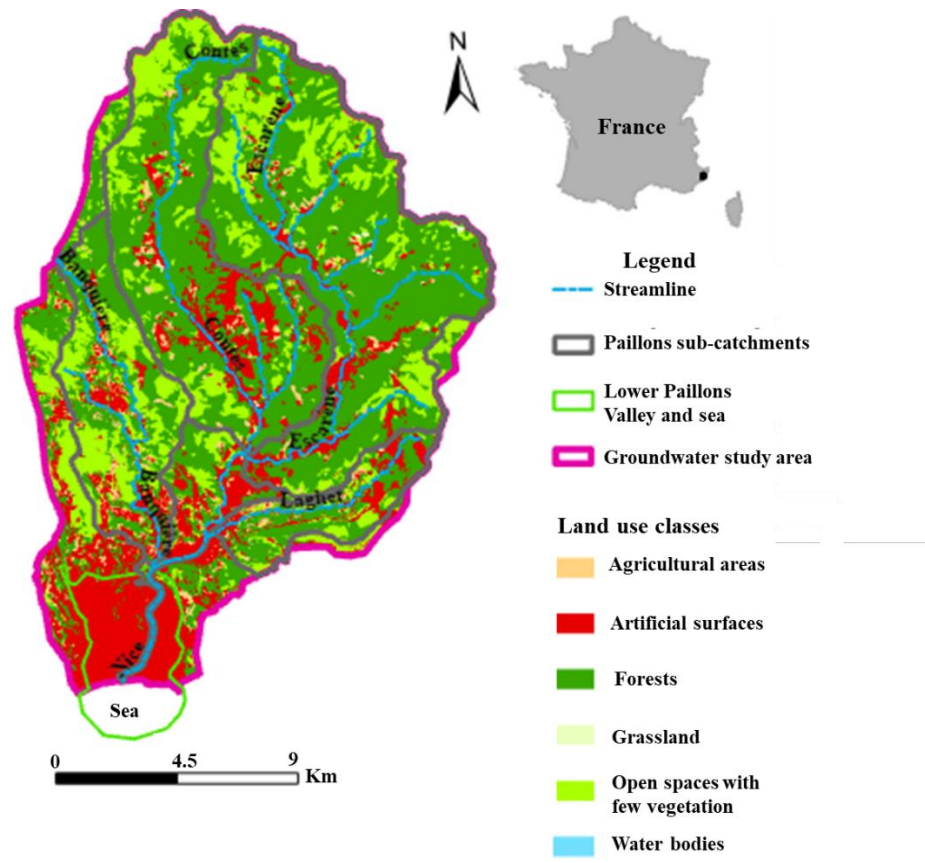 Contes
N
Escarene
France
Banquiere
Contes
Escarene
Lagher
Banquiere
Nice
Sea
0 4.5 9
Km
Legend
Streamline
Paillons sub-catchments
Lower Paillons
Valley and sea
Groundwater study area
Land use classes
Agricultural areas
Artificial surfaces
Forests
Grassland
Open spaces with
few vegetation
Water bodies